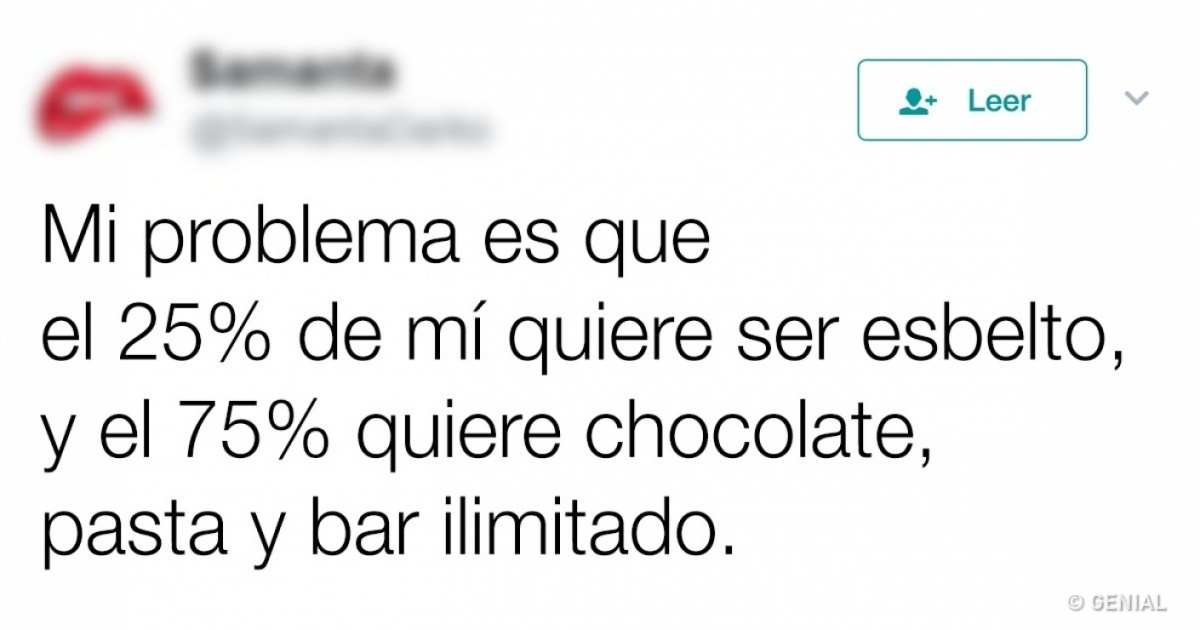 Samanta
Leer
Mi problema es que
el 25% de mí quiere ser esbelto,
y el 75% quiere chocolate,
pasta y bar ilimitado.
© GENIAL